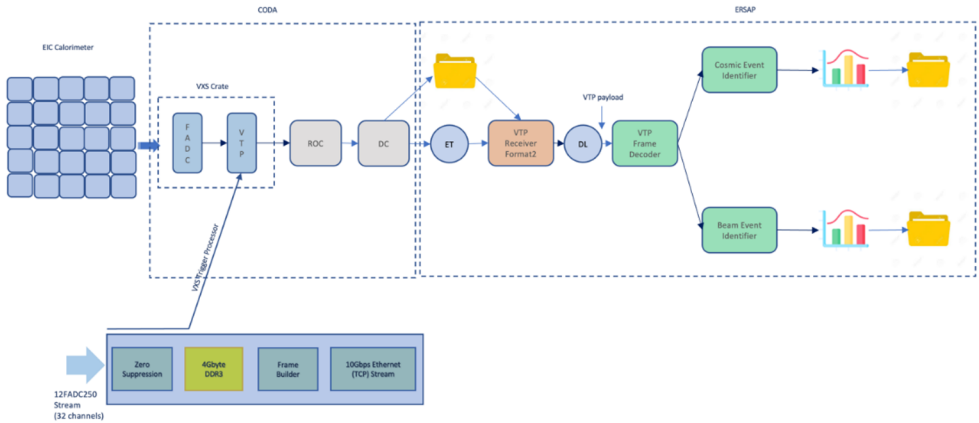 CODA
ERSAP
EIC Calorimeter
VXS Crate
F
A
D
C
V
T
P
ROC
DC
ET
VTP
Receiver
Format2
DL
VTP payload
VTP
Frame
Decoder
Cosmic Event
Identifier
Beam Event
Identifier
VXS Trigger Processor
Zero
Suppression
4Gbyte
DDR3
Frame
Builder
10Gbps Ethernet
(TCP) Stream
12FADC250
Stream
(32 channels)